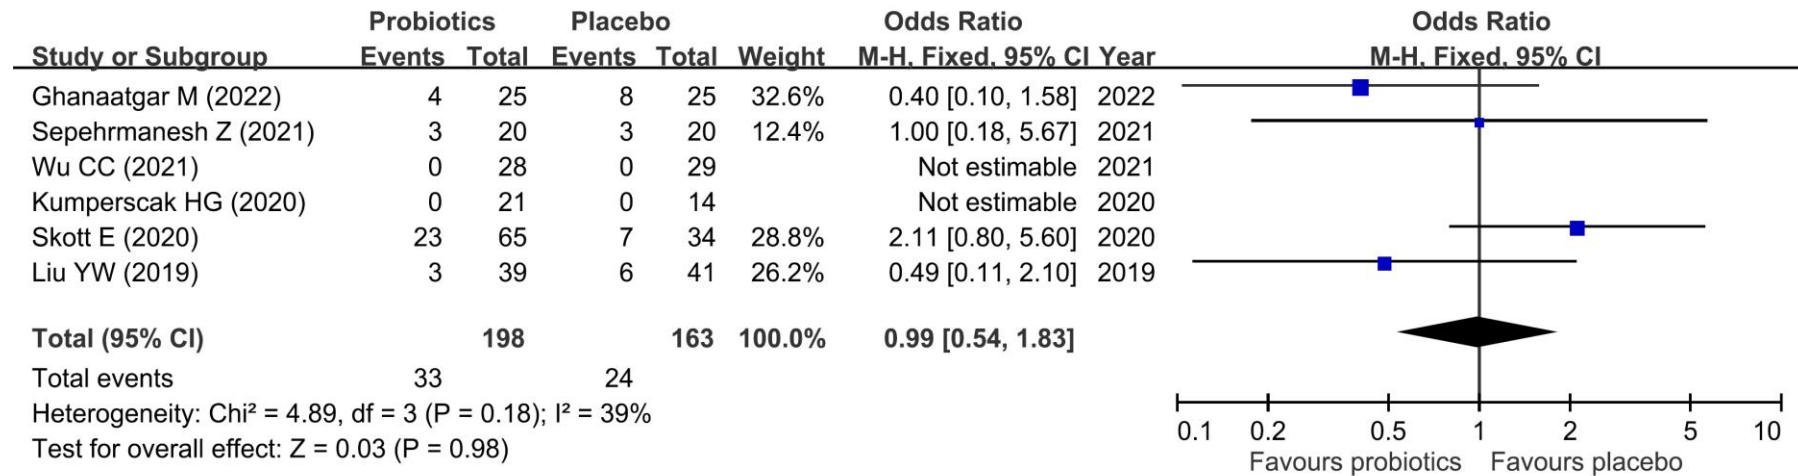 Probiotics Placebo Odds Ratio Odds Ratio
Study or Subgroup Events Total Events Total Weight M-H, Fixed, 95% CI Year M-H, Fixed, 95% CI
Ghanaatgar M (2022) 4 25 8 25 32.6% 0.40 [0.10, 1.58] 2022
Sepehrmanesh Z (2021) 3 20 3 20 12.4% 1.00 [0.18, 5.67] 2021
Wu CC (2021) 0 28 0 29 Not estimable 2021
Kumperscak HG (2020) 0 21 0 14 Not estimable 2020
Skott E (2020) 23 65 7 34 28.8% 2.11 [0.80, 5.60] 2020
Liu YW (2019) 3 39 6 41 26.2% 0.49 [0.11, 2.10] 2019
Total (95% CI) 198 163 100.0% 0.99 [0.54, 1.83]
Total events 33 24
Heterogeneity: Chi² = 4.89, df = 3 (P = 0.18); I² = 39%
Test for overall effect: Z = 0.03 (P = 0.98)
0.1 0.2 0.5 1 2 5 10
Favours probiotics Favours placebo